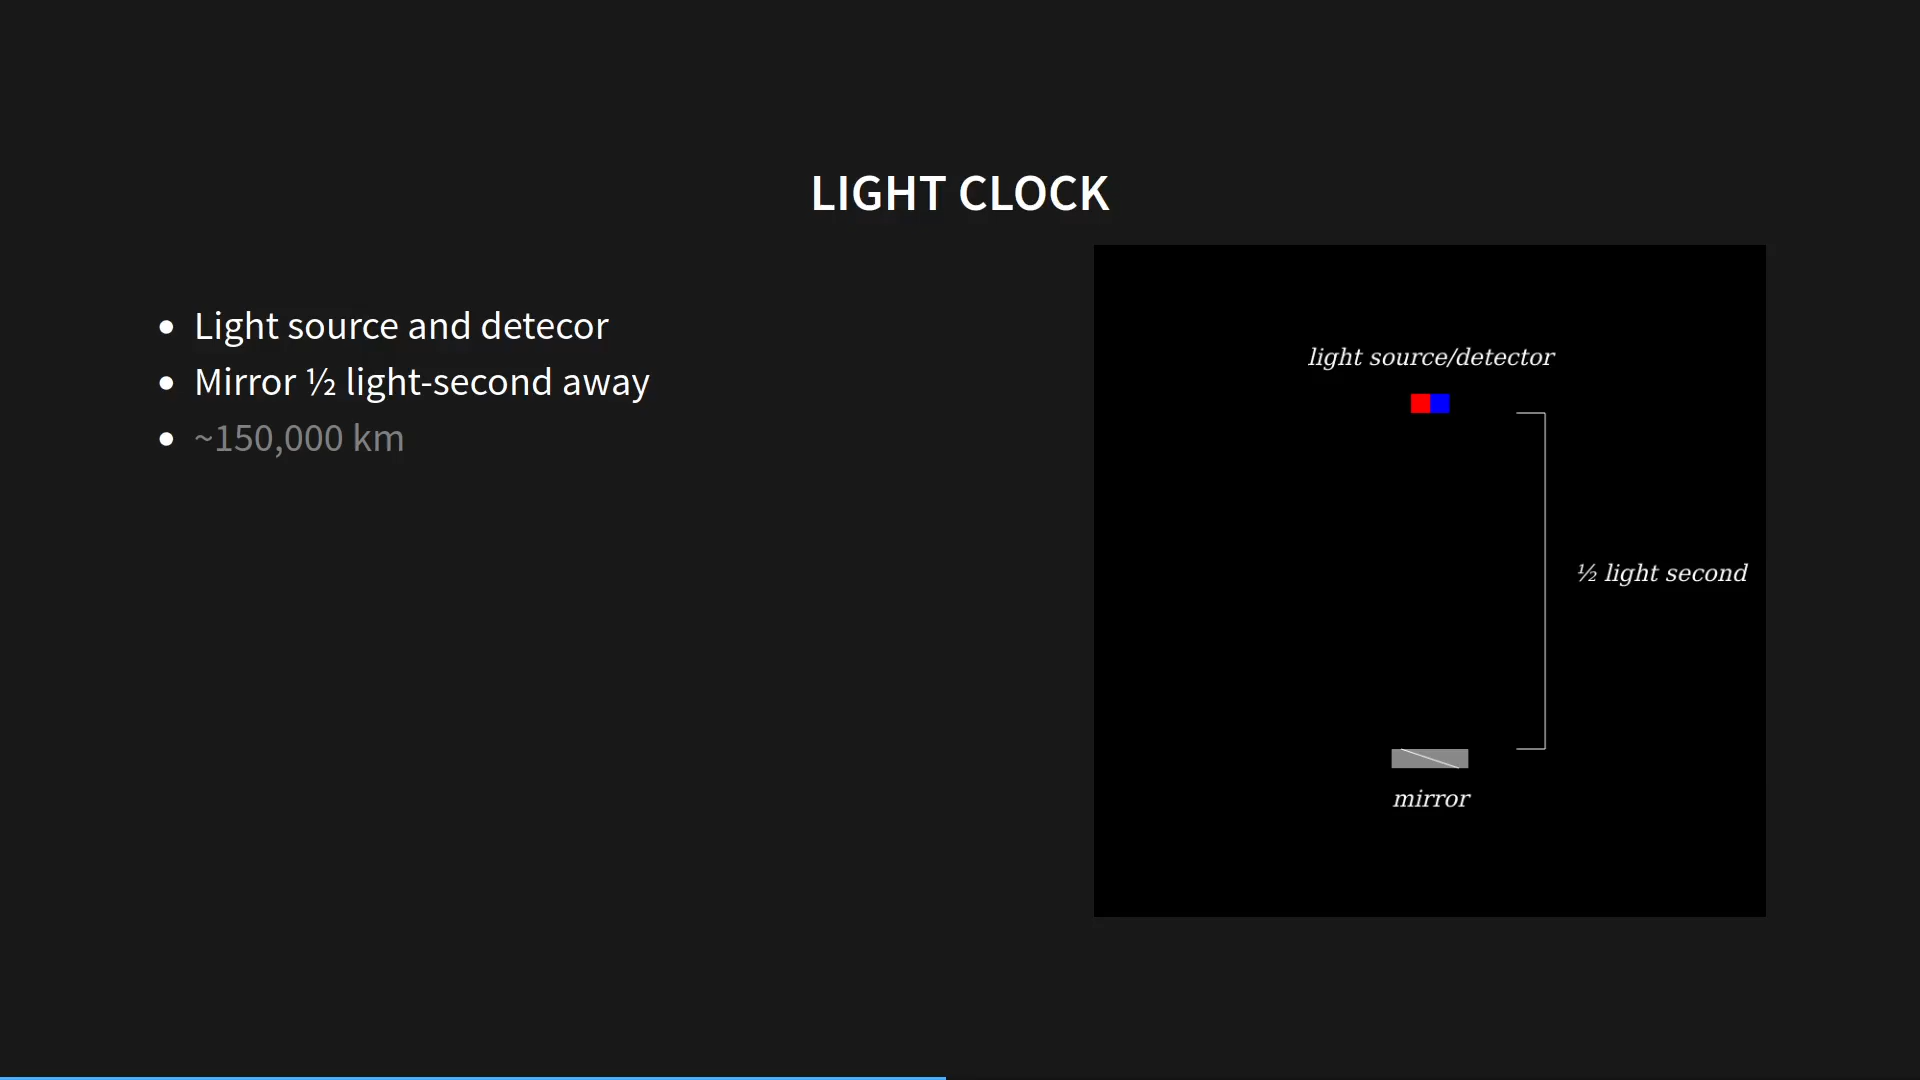 LIGHT CLOCK
Light source and detecor
Mirror ½ light-second away
~150,000 km
light source/detector
½ light second
mirror